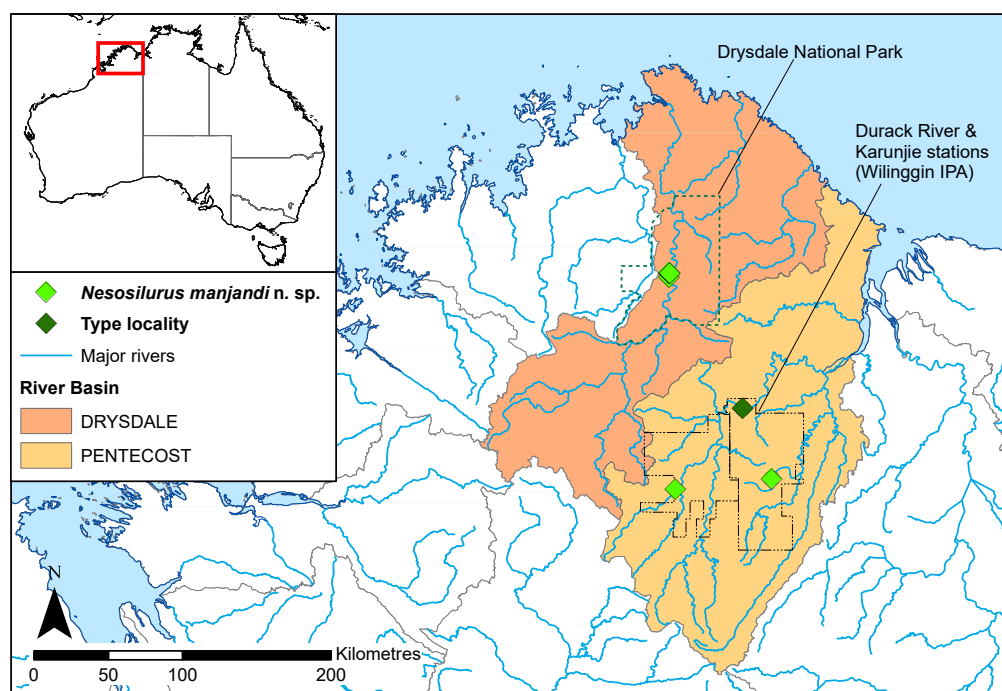 Drysdale National Park
Durack River &
Karunjie stations
(Wilinggin IPA)
Nesosilurus manjandi n. sp.
Type locality
Major rivers
River Basin
DRYSDALE
PENTECOST
N
Kilometres
0 50 100 200